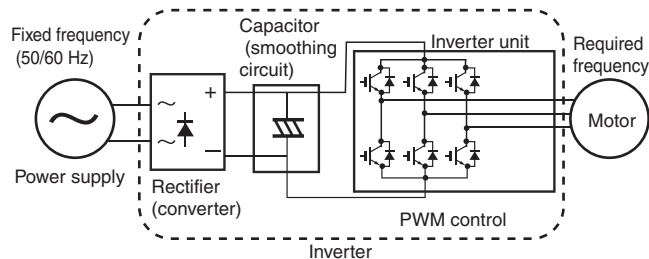 Fixed frequency
(50/60 Hz)
Power supply
Rectifier
(converter)
+
−
Capacitor
(smoothing
circuit)
Inverter unit
PWM control
Required
frequency
Motor
Inverter